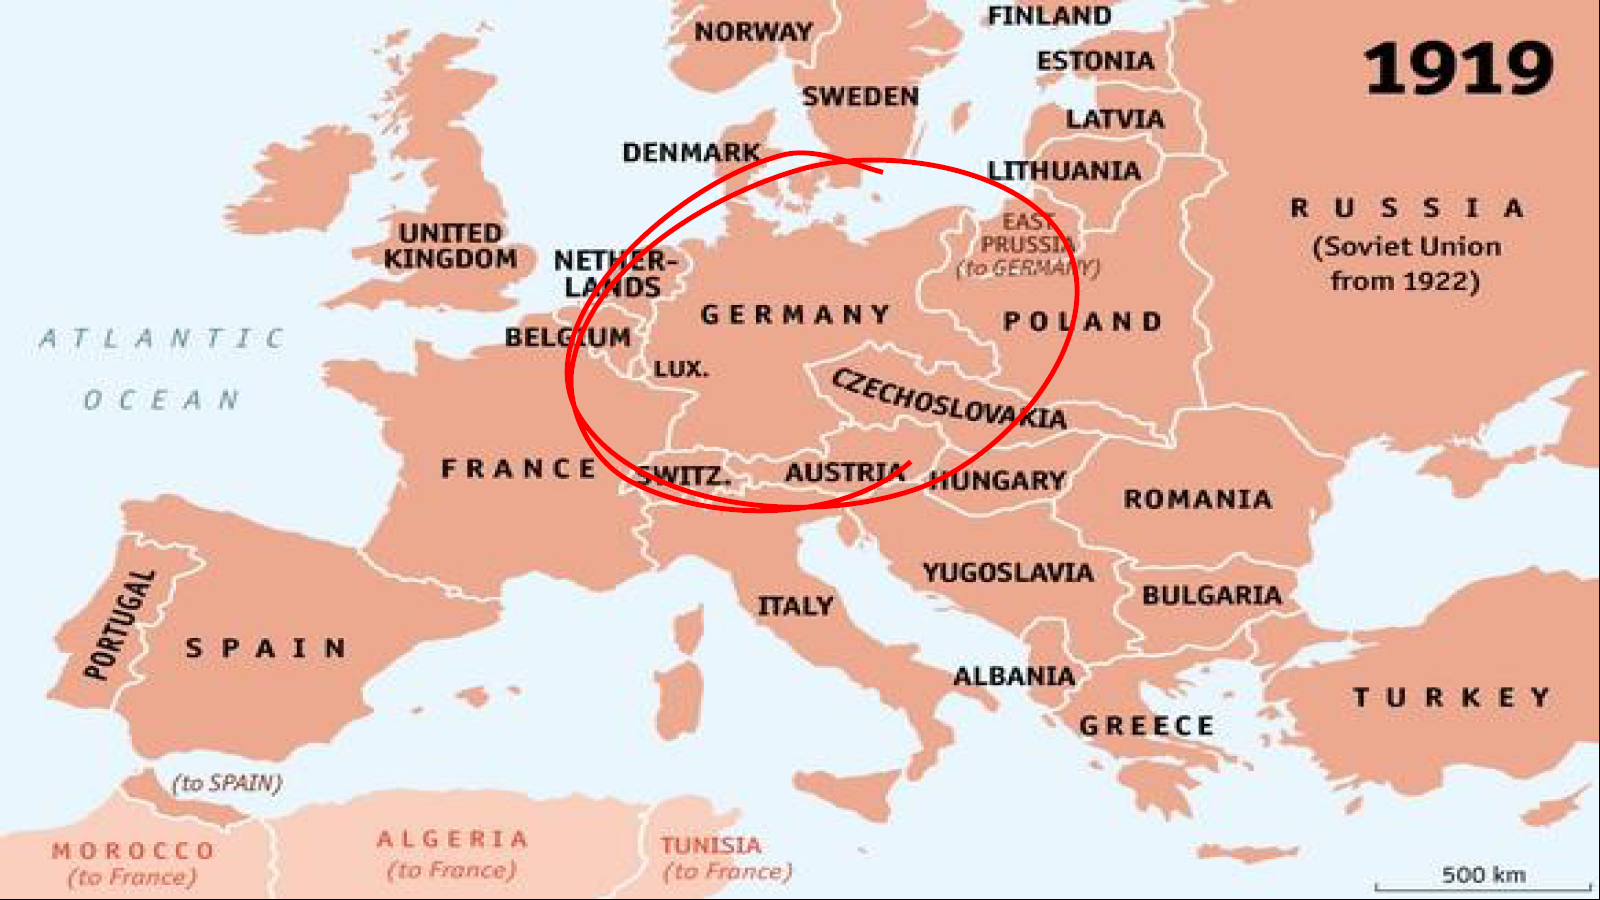 NORWAY
FINLAND
1919
ESTONIA
SWEDEN
LATVIA
DENMARK
LITHUANIA
RUSSIA
(Soviet Union
from 1922)
EAST
PRUSSIA
(to GERMANY)
UNITED
KINGDOM
NETHER-
LANDS
GERMANY
POLAND
ATLANTIC
OCEAN
BELGIUM
LUX.
CZECHOSLOVAKIA
FRANCE
SWITZ.
AUSTRIA
HUNGARY
ROMANIA
YUGOSLAVIA
BULGARIA
ITALY
PORTUGAL
SPAIN
ALBANIA
TURKEY
GREECE
(to SPAIN)
MOROCCO
(to France)
ALGERIA
(to France)
TUNISIA
(to France)
500 km